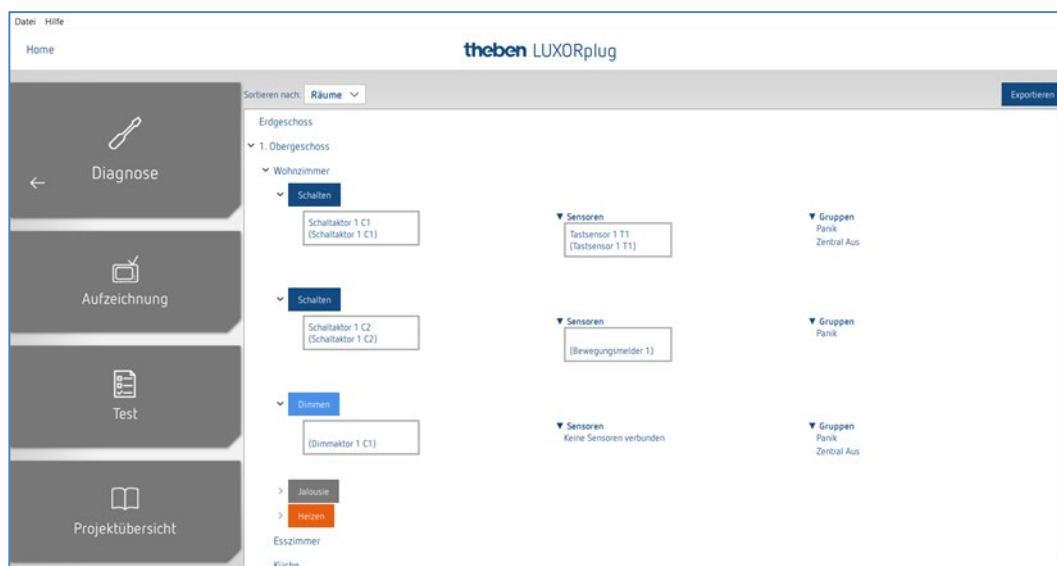 Datei Hilfe
Home
theben LUXORplug
Diagnose
Aufzeichnung
Test
Projektübersicht
Sortieren nach: Räume
Exportieren
Erdgeschoss
1. Obergeschoss
Wohnzimmer
Schalten
Schaltaktor 1 C1
(Schaltaktor 1 C1)
Sensoren
Tastsensor 1 T1
(Tastsensor 1 T1)
Gruppen
Panik
Zentral Aus
Schalten
Schaltaktor 1 C2
(Schaltaktor 1 C2)
Sensoren
(Bewegungsmelder 1)
Gruppen
Panik
Dimmen
(Dimmaktor 1 C1)
Sensoren
Keine Sensoren verbunden
Gruppen
Panik
Zentral Aus
Jalousie
Heizen
Esszimmer
Küche